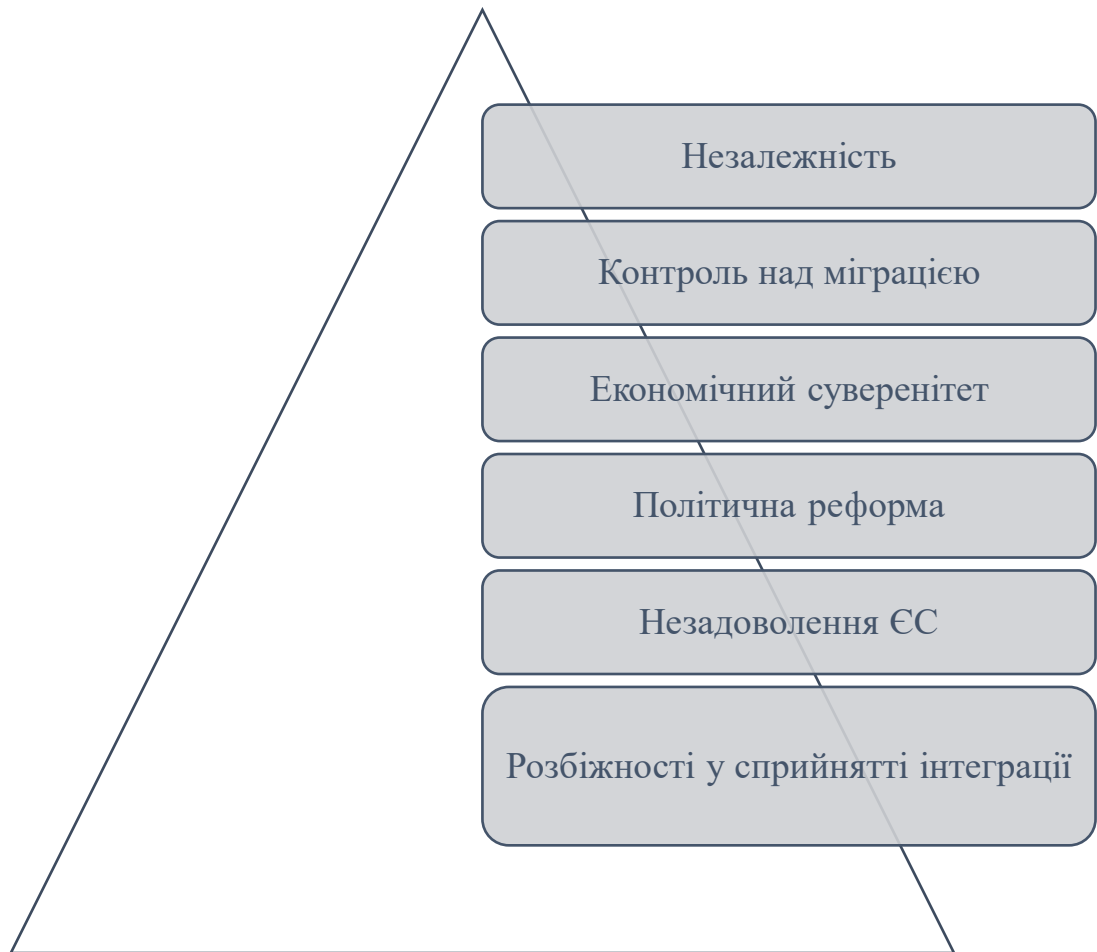 Незалежність
Контроль над міграцією
Економічний суверенітет
Політична реформа
Незадоволення ЄС
Розбіжності у сприйнятті інтеграції